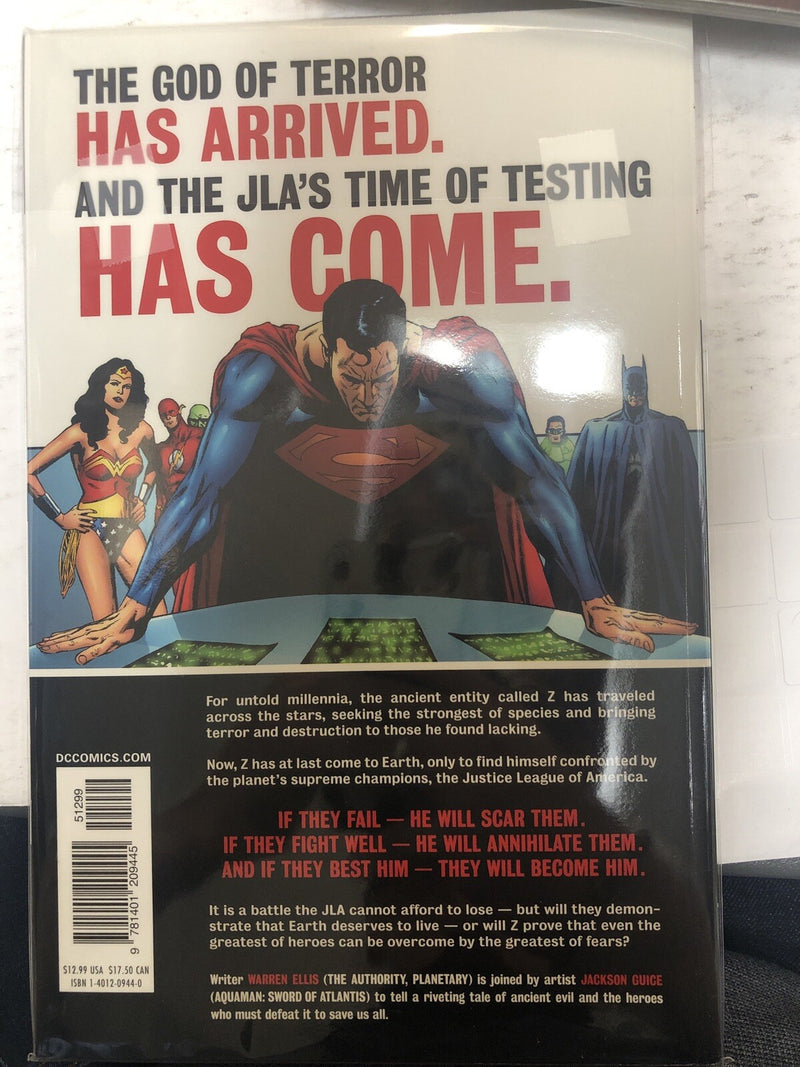 THE GOD OF TERROR
HAS ARRIVED.
AND THE JLA'S TIME OF TESTING
HAS COME.
For untold millennia, the ancient entity called Z has traveled
across the stars, seeking the strongest of species and bringing
terror and destruction to those he found lacking.
Now, Z has at last come to Earth, only to find himself confronted by
the planet's supreme champions, the Justice League of America.
IF THEY FAIL — HE WILL SCAR THEM.
IF THEY FIGHT WELL — HE WILL ANNIHILATE THEM.
AND IF THEY BEST HIM — THEY WILL BECOME HIM.
It is a battle the JLA cannot afford to lose — but will they demon-
strate that Earth deserves to live — or will Z prove that even the
greatest of heroes can be overcome by the greatest of fears?
Writer WARREN ELLIS (THE AUTHORITY, PLANETARY) is joined by artist JACKSON GUICE
(AQUAMAN: SWORD OF ATLANTIS) to tell a riveting tale of ancient evil and the heroes
who must defeat it to save us all.
DCCOMICS.COM
51299
9 781401 209445
$12.99 USA $17.50 CAN
ISBN 1-4012-0944-0